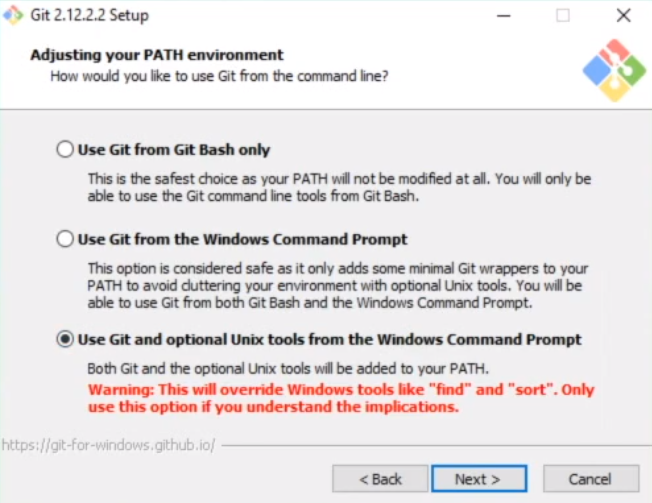 Git 2.12.2.2 Setup
Adjusting your PATH environment
How would you like to use Git from the command line?
Use Git from Git Bash only
This is the safest choice as your PATH will not be modified at all. You will only be
able to use the Git command line tools from Git Bash.
Use Git from the Windows Command Prompt
This option is considered safe as it only adds some minimal Git wrappers to your
PATH to avoid cluttering your environment with optional Unix tools. You will be
able to use Git from both Git Bash and the Windows Command Prompt.
Use Git and optional Unix tools from the Windows Command Prompt
Both Git and the optional Unix tools will be added to your PATH.
Warning: This will override Windows tools like "find" and "sort". Only
use this option if you understand the implications.
https://git-for-windows.github.io/
< Back Next > Cancel